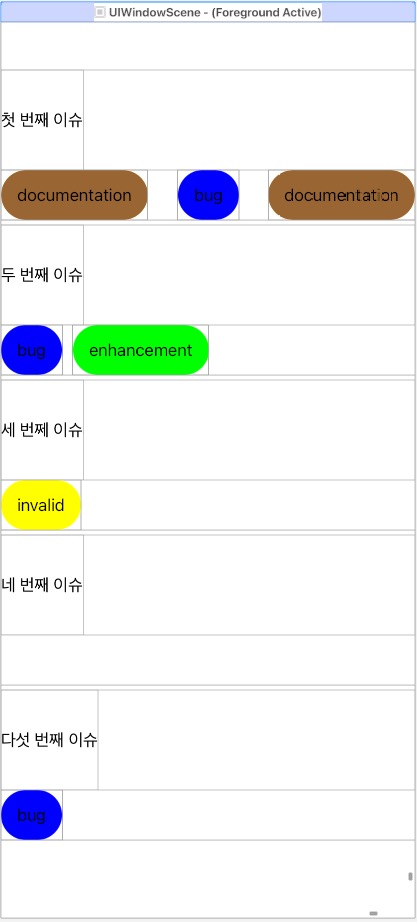 UIWindowScene - (Foreground Active)
첫 번째 이슈
documentation bug documentation
두 번째 이슈
bug enhancement
세 번쩨 이슈
invalid
네 번째 이슈
다섯 번째 이슈
bug